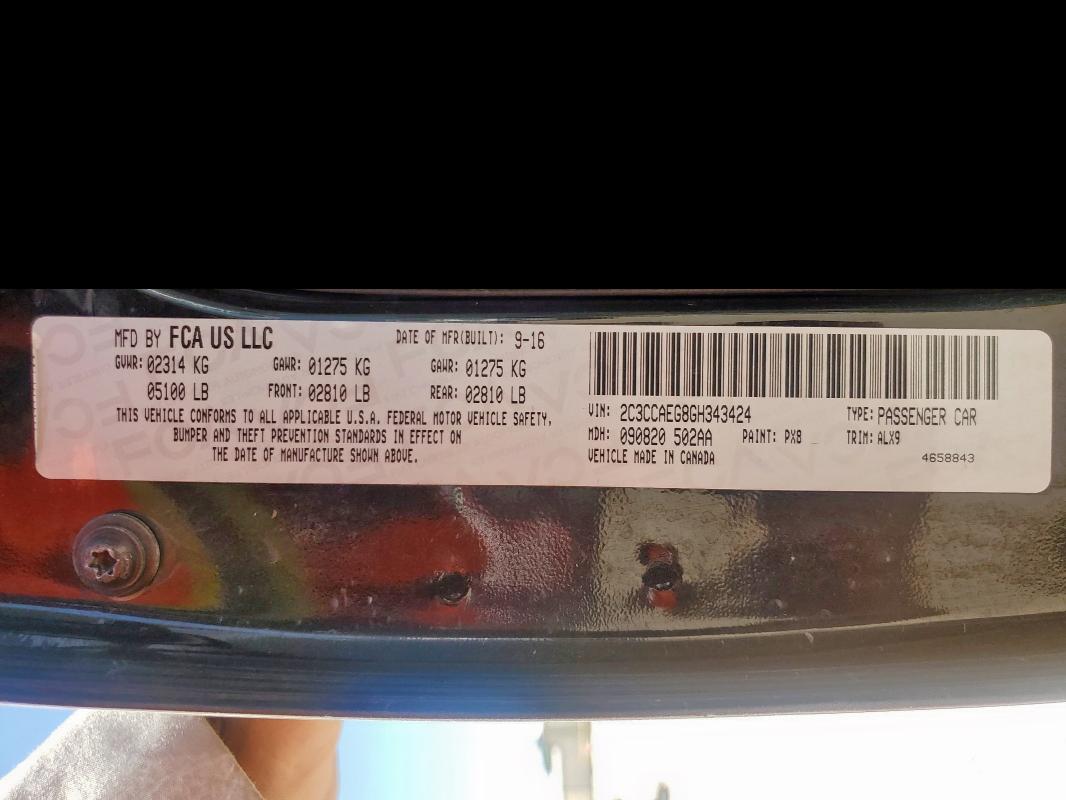 MFD BY FCA US LLC DATE OF MFR(BUILT): 9-16
GVWR: 02314 KG GAWR: 01275 KG GAWR: 01275 KG
05100 LB FRONT: 02810 LB REAR: 02810 LB
THIS VEHICLE CONFORMS TO ALL APPLICABLE U.S.A. FEDERAL MOTOR VEHICLE SAFETY,
BUMPER AND THEFT PREVENTION STANDARDS IN EFFECT ON
THE DATE OF MANUFACTURE SHOWN ABOVE.
VIN: 2C3CCAEG8GH343424 TYPE: PASSENGER CAR
MDH: 090820 502AA PAINT: PX8 TRIM: ALX9
VEHICLE MADE IN CANADA 4658843